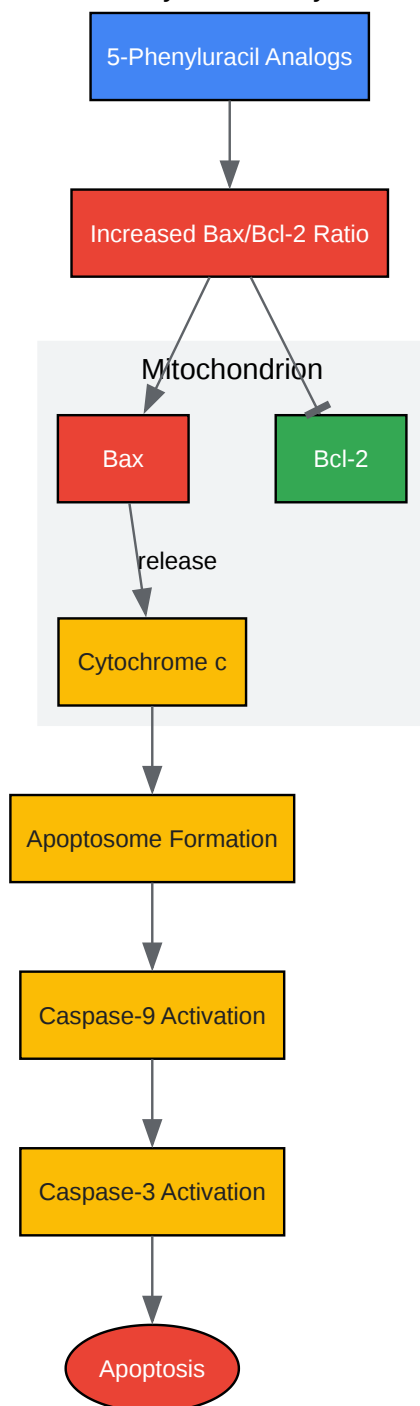 5-Phenyluracil Analogs
Increased Bax/Bcl-2 Ratio
Mitochondrion
Bax
Bcl-2
release
Cytochrome c
Apoptosome Formation
Caspase-9 Activation
Caspase-3 Activation
Apoptosis